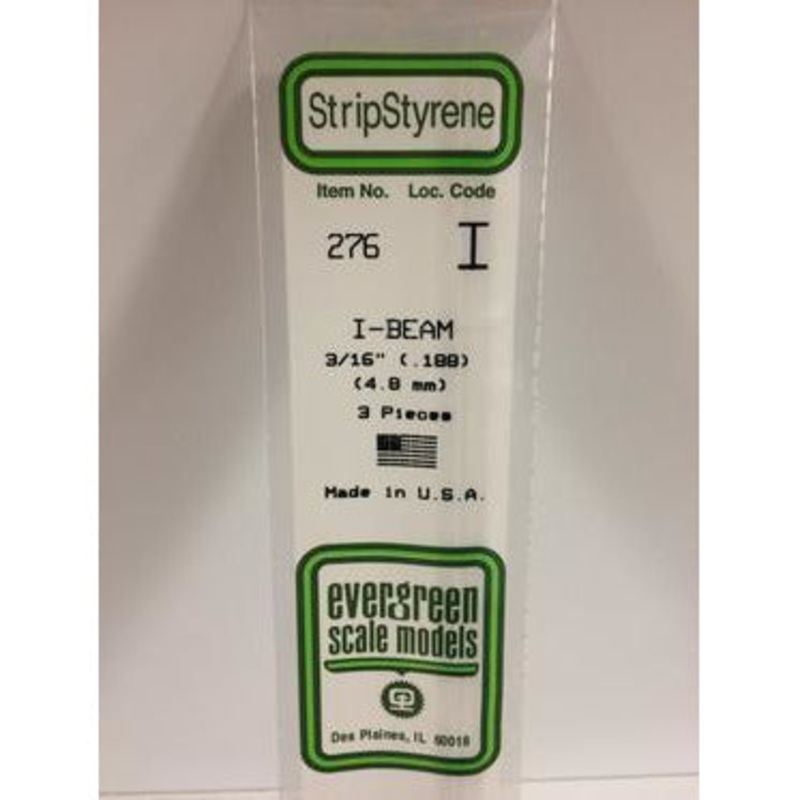 StripStyrene
Item No. Loc. Code
276 I
I-BEAM
3/16" (.188)
(4.8 mm)
3 Pieces
Made in U.S.A.
evergreen
scale models
Des Plaines, IL 60018